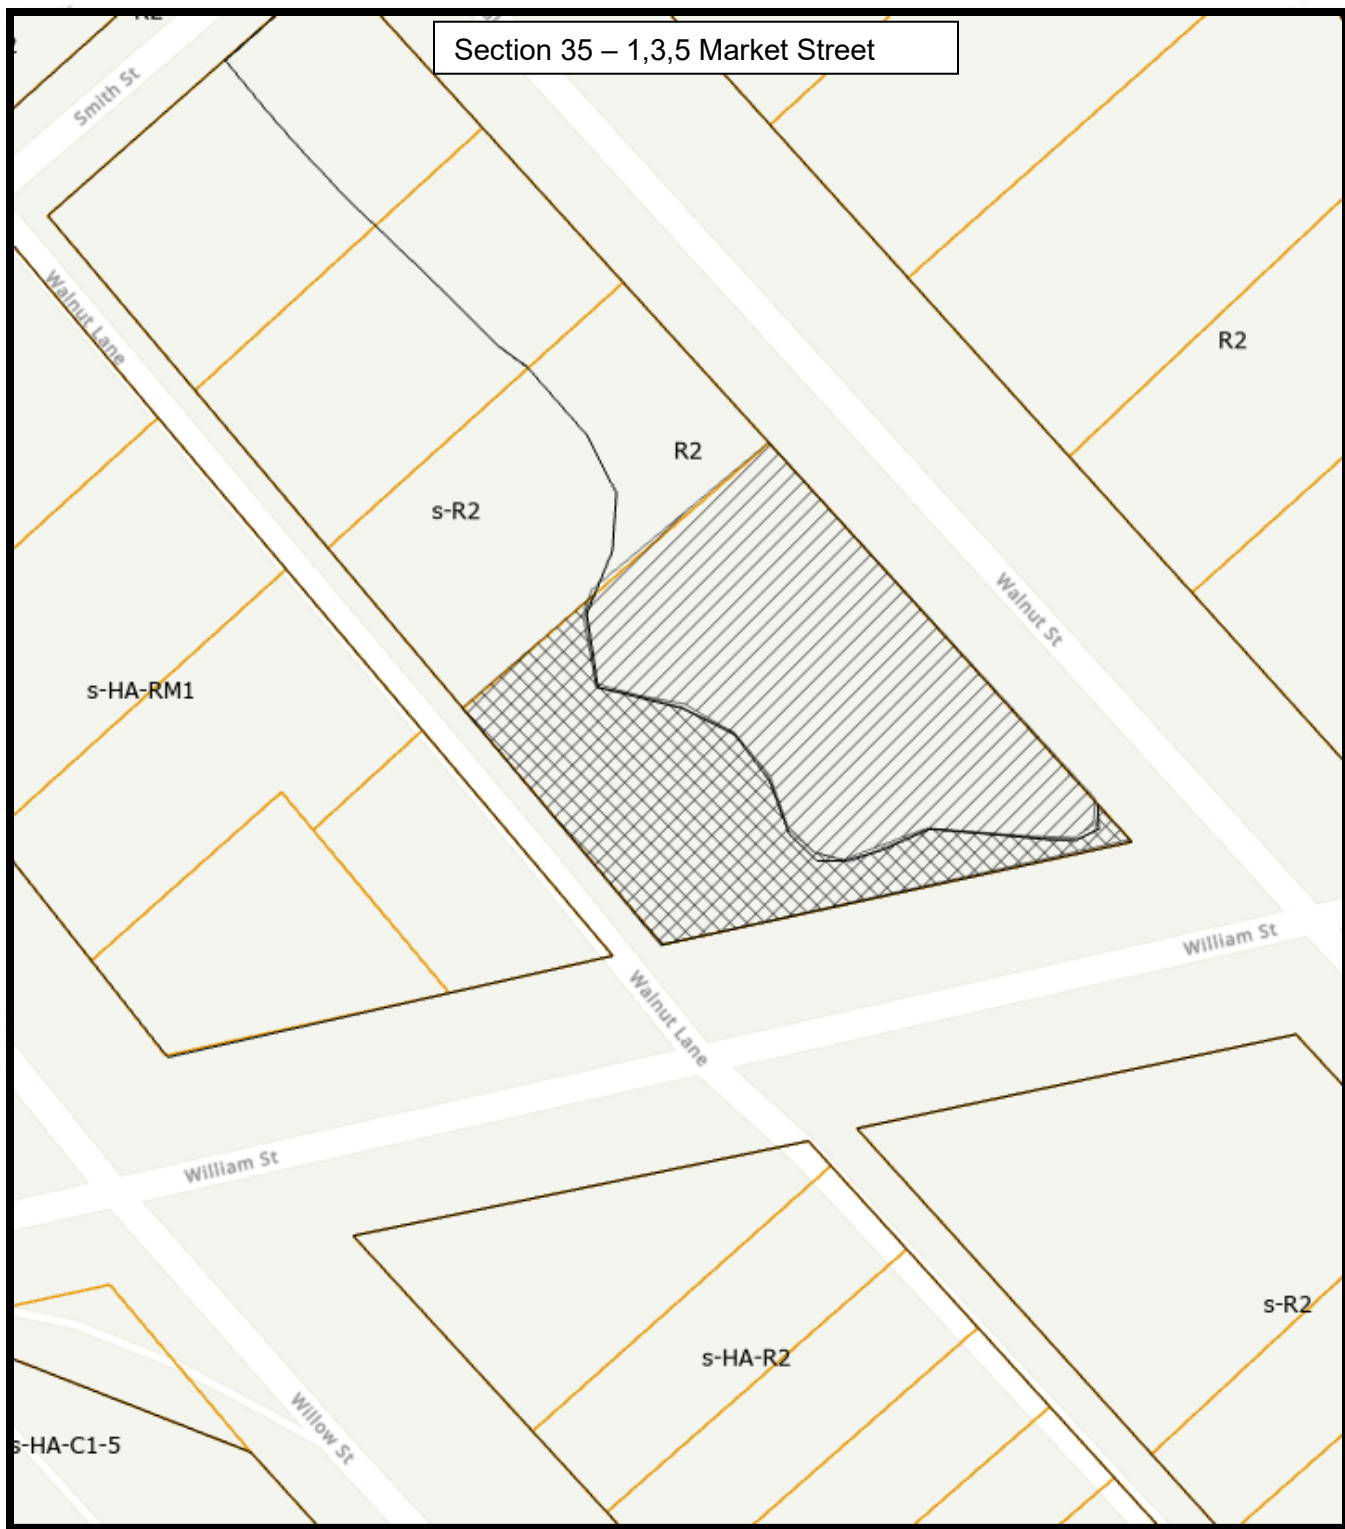 Section 35 – 1,3,5 Market Street
Smith St
Walnut Lane
R2
R2
s-R2
Walnut St
s-HA-RM1
William St
Walnut Lane
William St
s-R2
s-HA-R2
Willow St
s-HA-C1-5